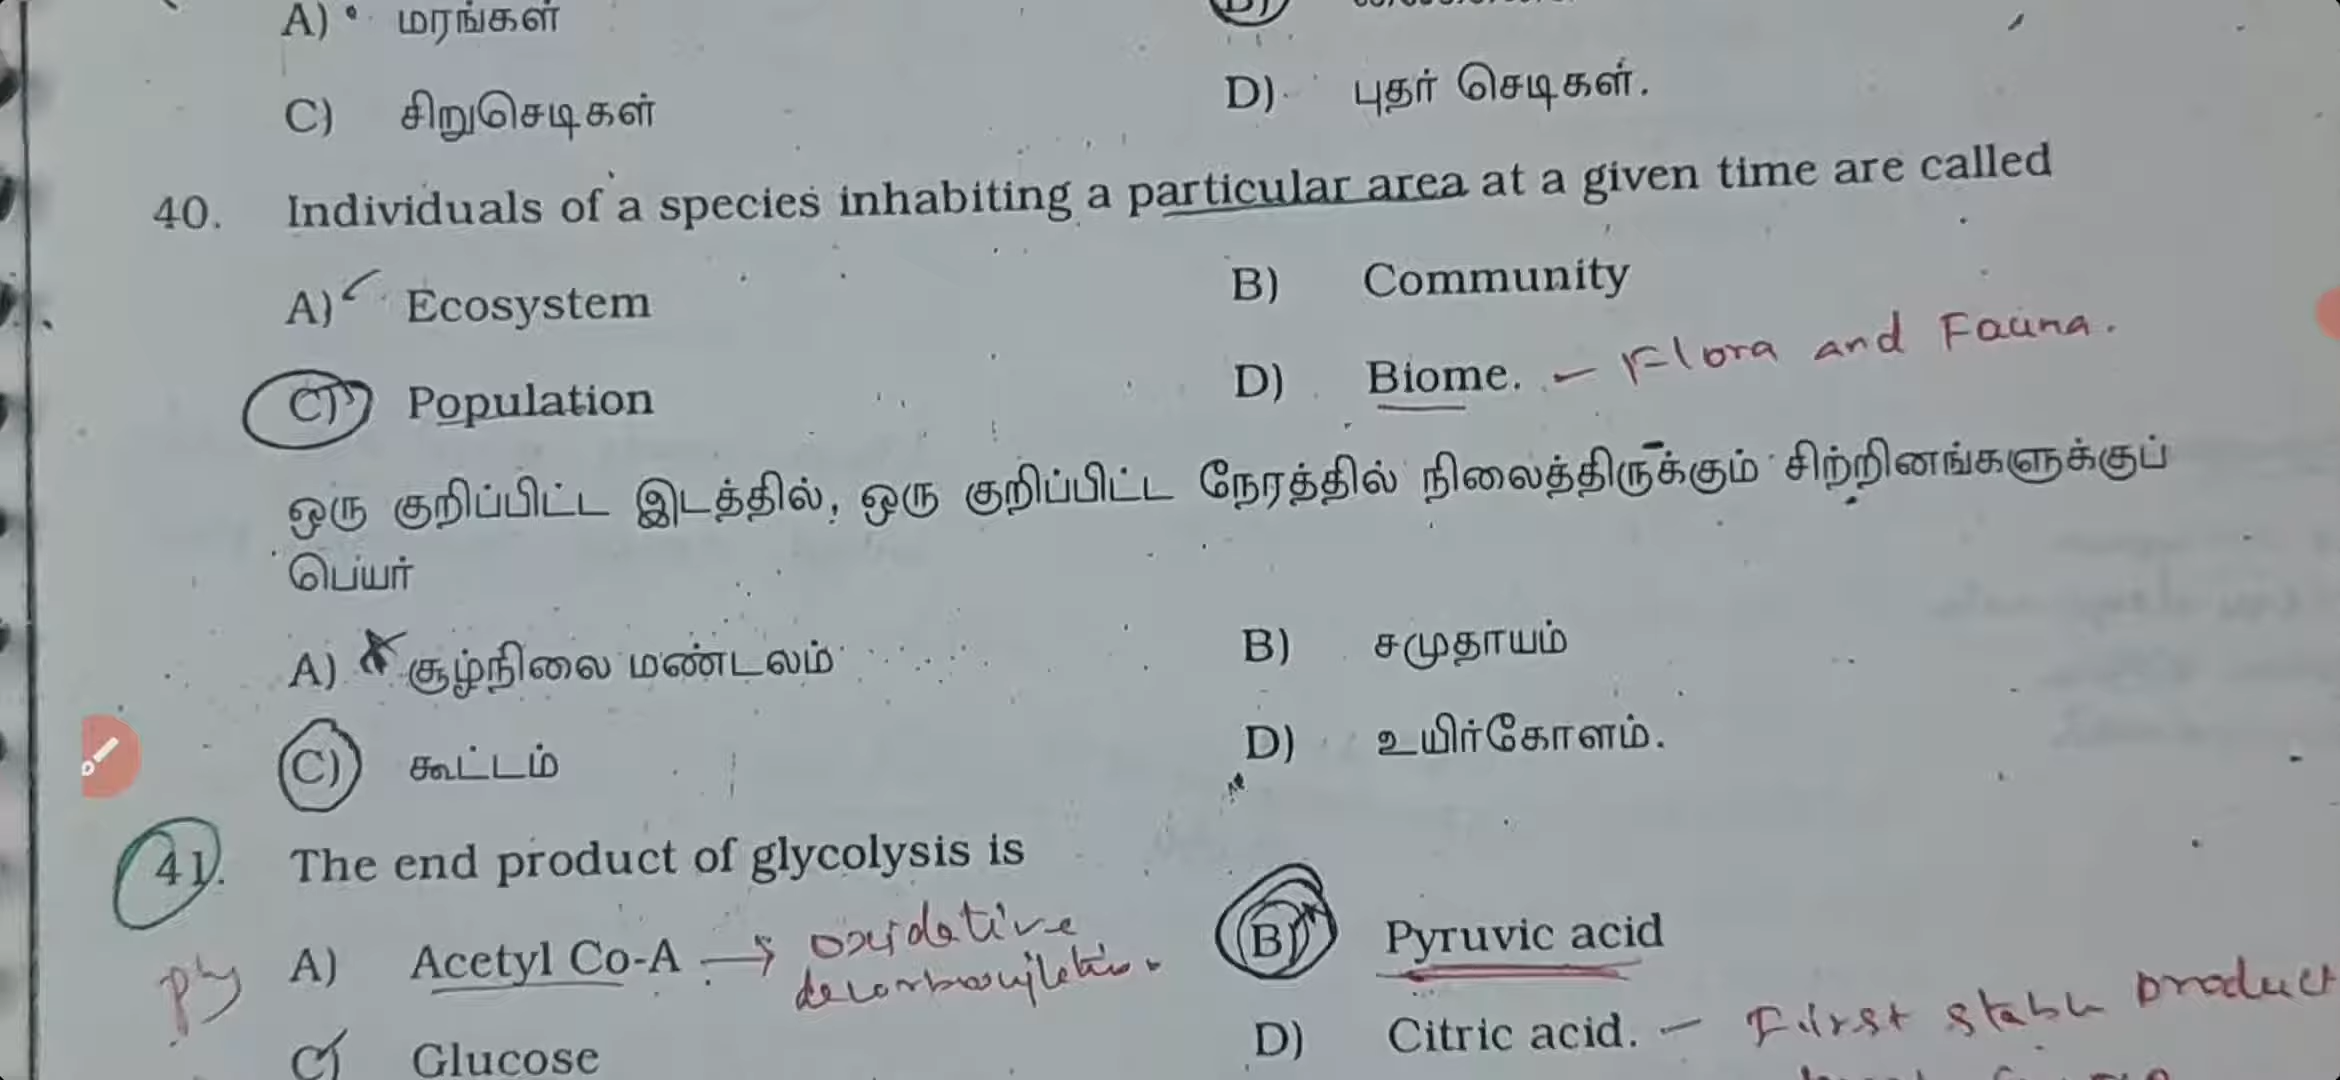 A) மரங்கள்
C) சிறுசெடிகள்
D) புதர் செடிகள்.
40. Individuals of a species inhabiting a particular area at a given time are called
A) Ecosystem
B) Community
C) Population
D) Biome. – Flora and Fauna.
ஒரு குறிப்பிட்ட இடத்தில், ஒரு குறிப்பிட்ட நேரத்தில் நிலைத்திருக்கும் சிற்றினங்களுக்குப்
பெயர்
A) சூழ்நிலை மண்டலம்
B) சமுதாயம்
C) கூட்டம்
D) உயிர்கோளம்.
41. The end product of glycolysis is
A) Acetyl Co-A → oxidative
B) Pyruvic acid
C) Glucose
D) Citric acid. – First stable product